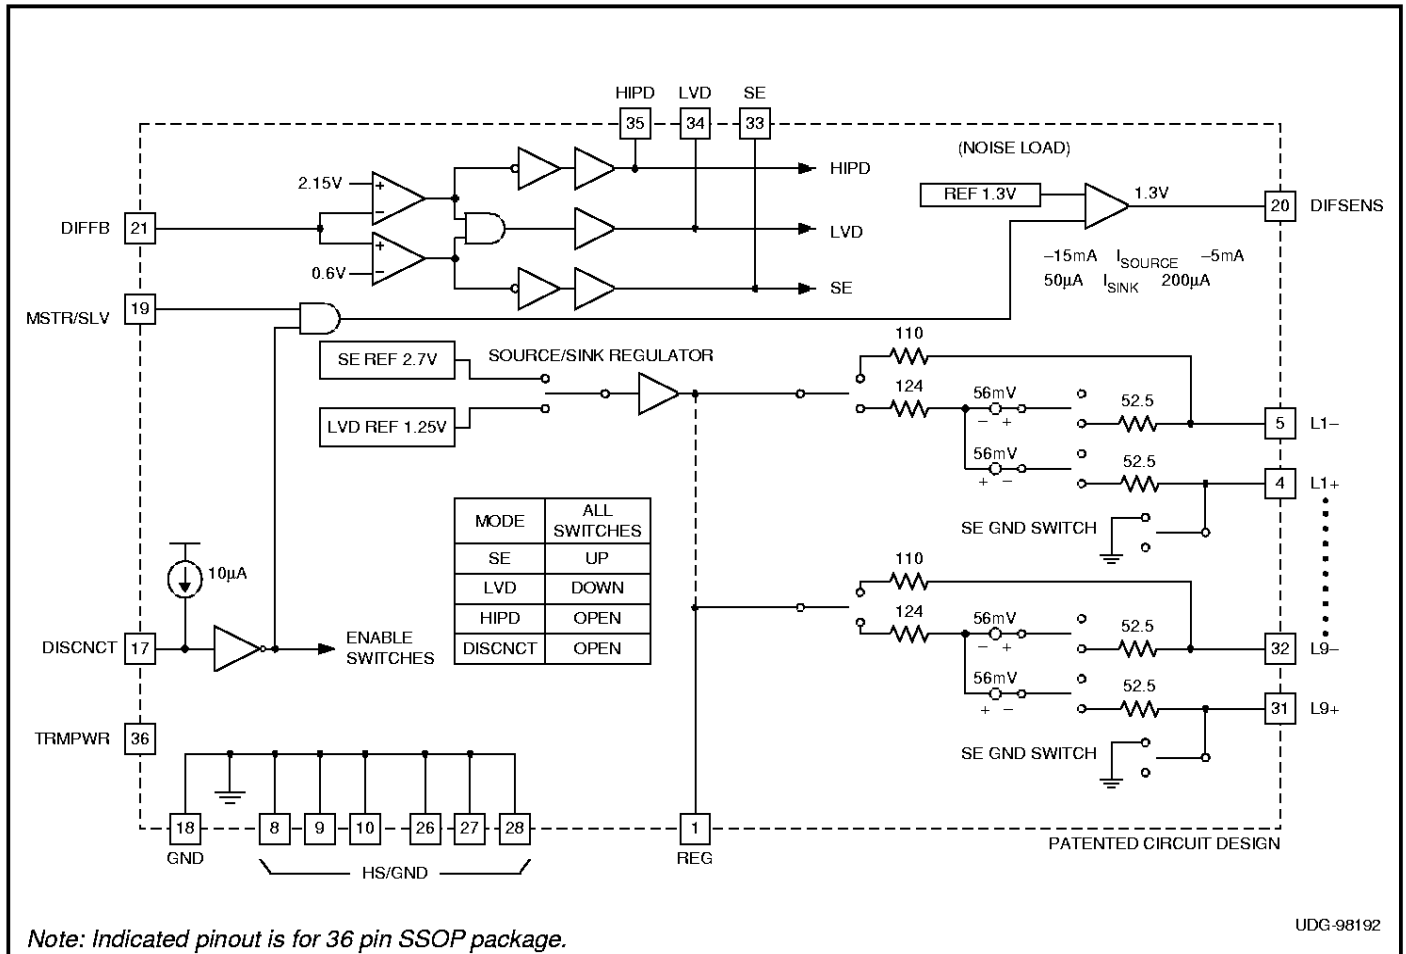 HIPD LVD SE
35 34 33
(NOISE LOAD)
HIPD
2.15V
+
−
REF 1.3V
1.3V
20 DIFSENS
DIFFB 21
LVD
+
−
0.6V
−15mA ISOURCE −5mA
50µA ISINK 200µA
SE
19
MSTR/SLV
110
SE REF 2.7V
SOURCE/SINK REGULATOR
124
56mV
− +
52.5
LVD REF 1.25V
5 L1−
56mV
+ −
52.5
4 L1+
MODE ALL SWITCHES
SE UP
LVD DOWN
HIPD OPEN
DISCNCT OPEN
SE GND SWITCH
10µA
110
124
56mV
− +
52.5
DISCNCT 17
ENABLE SWITCHES
32 L9−
56mV
+ −
52.5
31 L9+
TRMPWR 36
SE GND SWITCH
18 8 9 10 26 27 28 1
GND
HS/GND
REG
PATENTED CIRCUIT DESIGN
UDG-98192
Note: Indicated pinout is for 36 pin SSOP package.